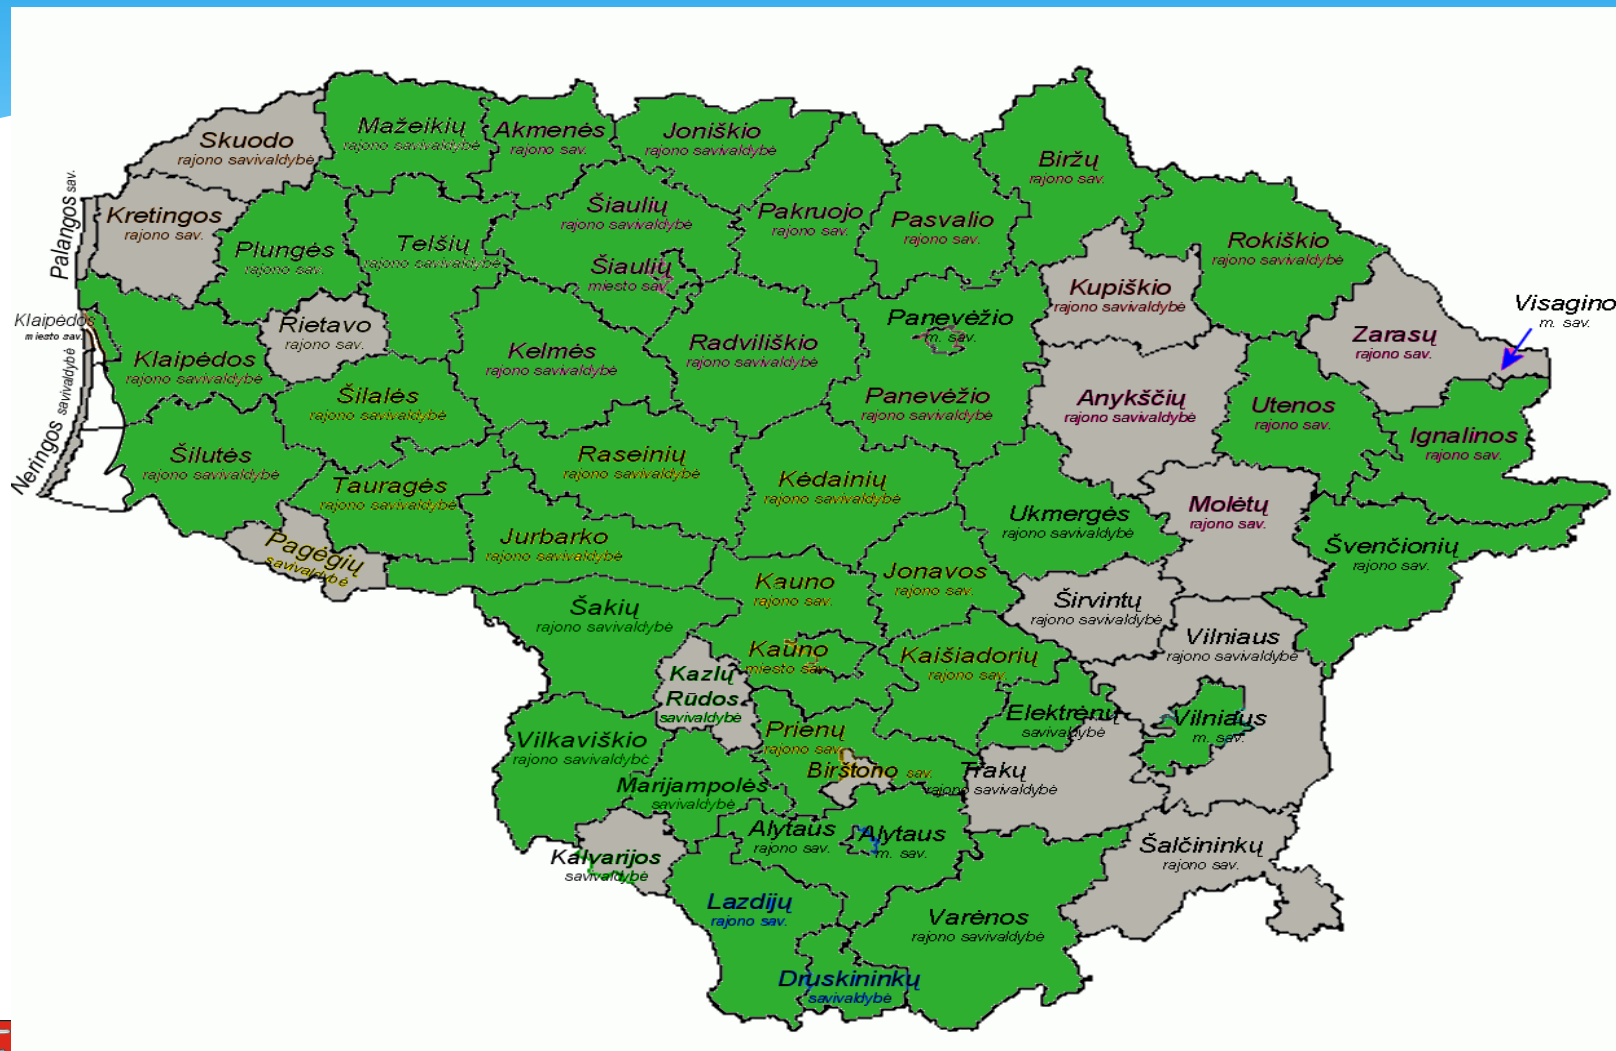 Skuodo
rajono savivaldybė
Mažeikių
rajono savivaldybė
Akmenės
rajono sav.
Joniškio
rajono savivaldybė
Biržų
rajono sav.
Palangos sav.
Kretingos
rajono sav.
Plungės
rajono sav.
Telšių
rajono savivaldybė
Šiaulių
rajono savivaldybė
Šiaulių
miesto sav.
Pakruojo
rajono sav.
Pasvalio
rajono sav.
Rokiškio
rajono savivaldybė
Kupiškio
rajono savivaldybė
Visagino
m. sav.
Zarasų
rajono sav.
Klaipėdos
miesto sav.
Klaipėdos
rajono savivaldybė
Rietavo
rajono sav.
Kelmės
rajono savivaldybė
Radviliškio
rajono savivaldybė
Panevėžio
m. sav.
Panevėžio
rajono savivaldybė
Anykščių
rajono savivaldybė
Utenos
rajono sav.
Ignalinos
rajono sav.
Neringos savivaldybė
Šilalės
rajono savivaldybė
Šilutės
rajono savivaldybė
Tauragės
rajono savivaldybė
Raseinių
rajono savivaldybė
Kėdainių
rajono savivaldybė
Ukmergės
rajono savivaldybė
Molėtų
rajono sav.
Švenčionių
rajono sav.
Pagėgių
savivaldybė
Jurbarko
rajono savivaldybė
Kauno
rajono sav.
Jonavos
rajono sav.
Širvintų
rajono savivaldybė
Šakių
rajono savivaldybė
Kauno
miesto sav.
Kaišiadorių
rajono sav.
Vilniaus
rajono savivaldybė
Kazlų
Rūdos
savivaldybė
Elektrėnų
savivaldybė
Vilniaus
m. sav.
Vilkaviškio
rajono savivaldybė
Prienų
rajono sav.
Birštono sav.
Trakų
rajono savivaldybė
Marijampolės
savivaldybė
Alytaus
rajono sav.
Alytaus
m. sav.
Šalčininkų
rajono sav.
Kalvarijos
savivaldybė
Lazdijų
rajono sav.
Varėnos
rajono savivaldybė
Druskininkų
savivaldybė